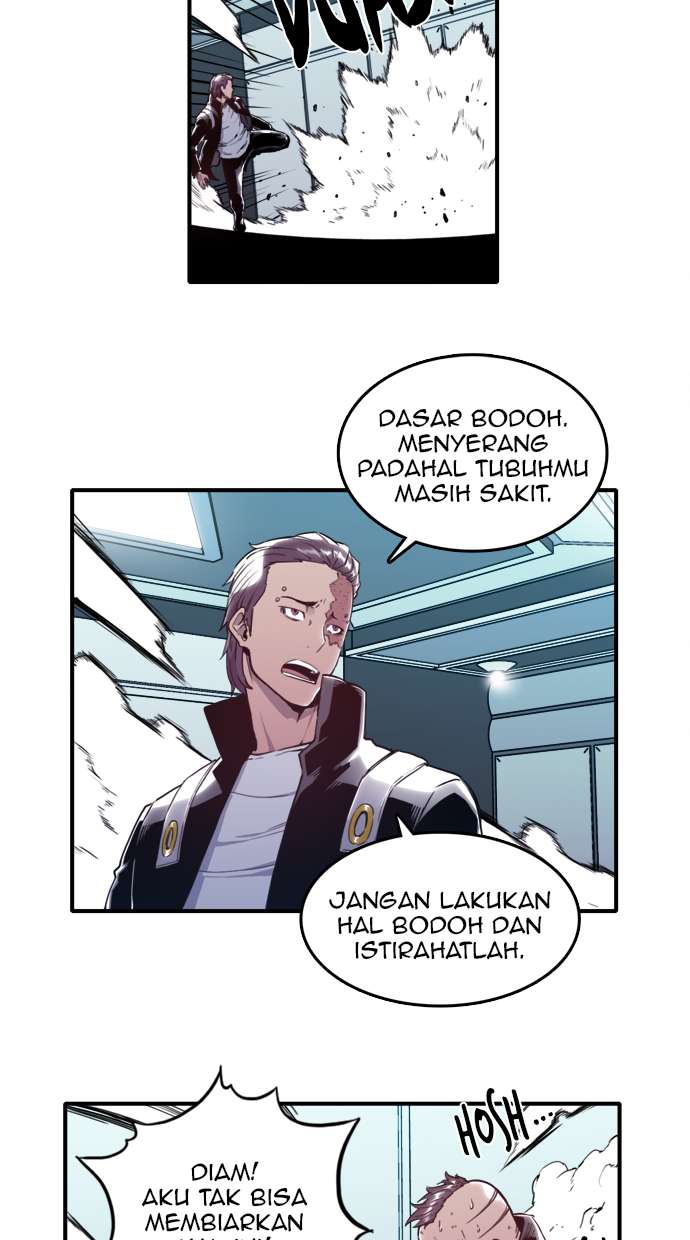 DASAR BODOH.
MENYERANG
PADAHAL TUBUHMU
MASIH SAKIT.
JANGAN LAKUKAN
HAL BODOH DAN
ISTIRAHATLAH.
HOSH...
DIAM!
AKU TAK BISA
MEMBIARKAN